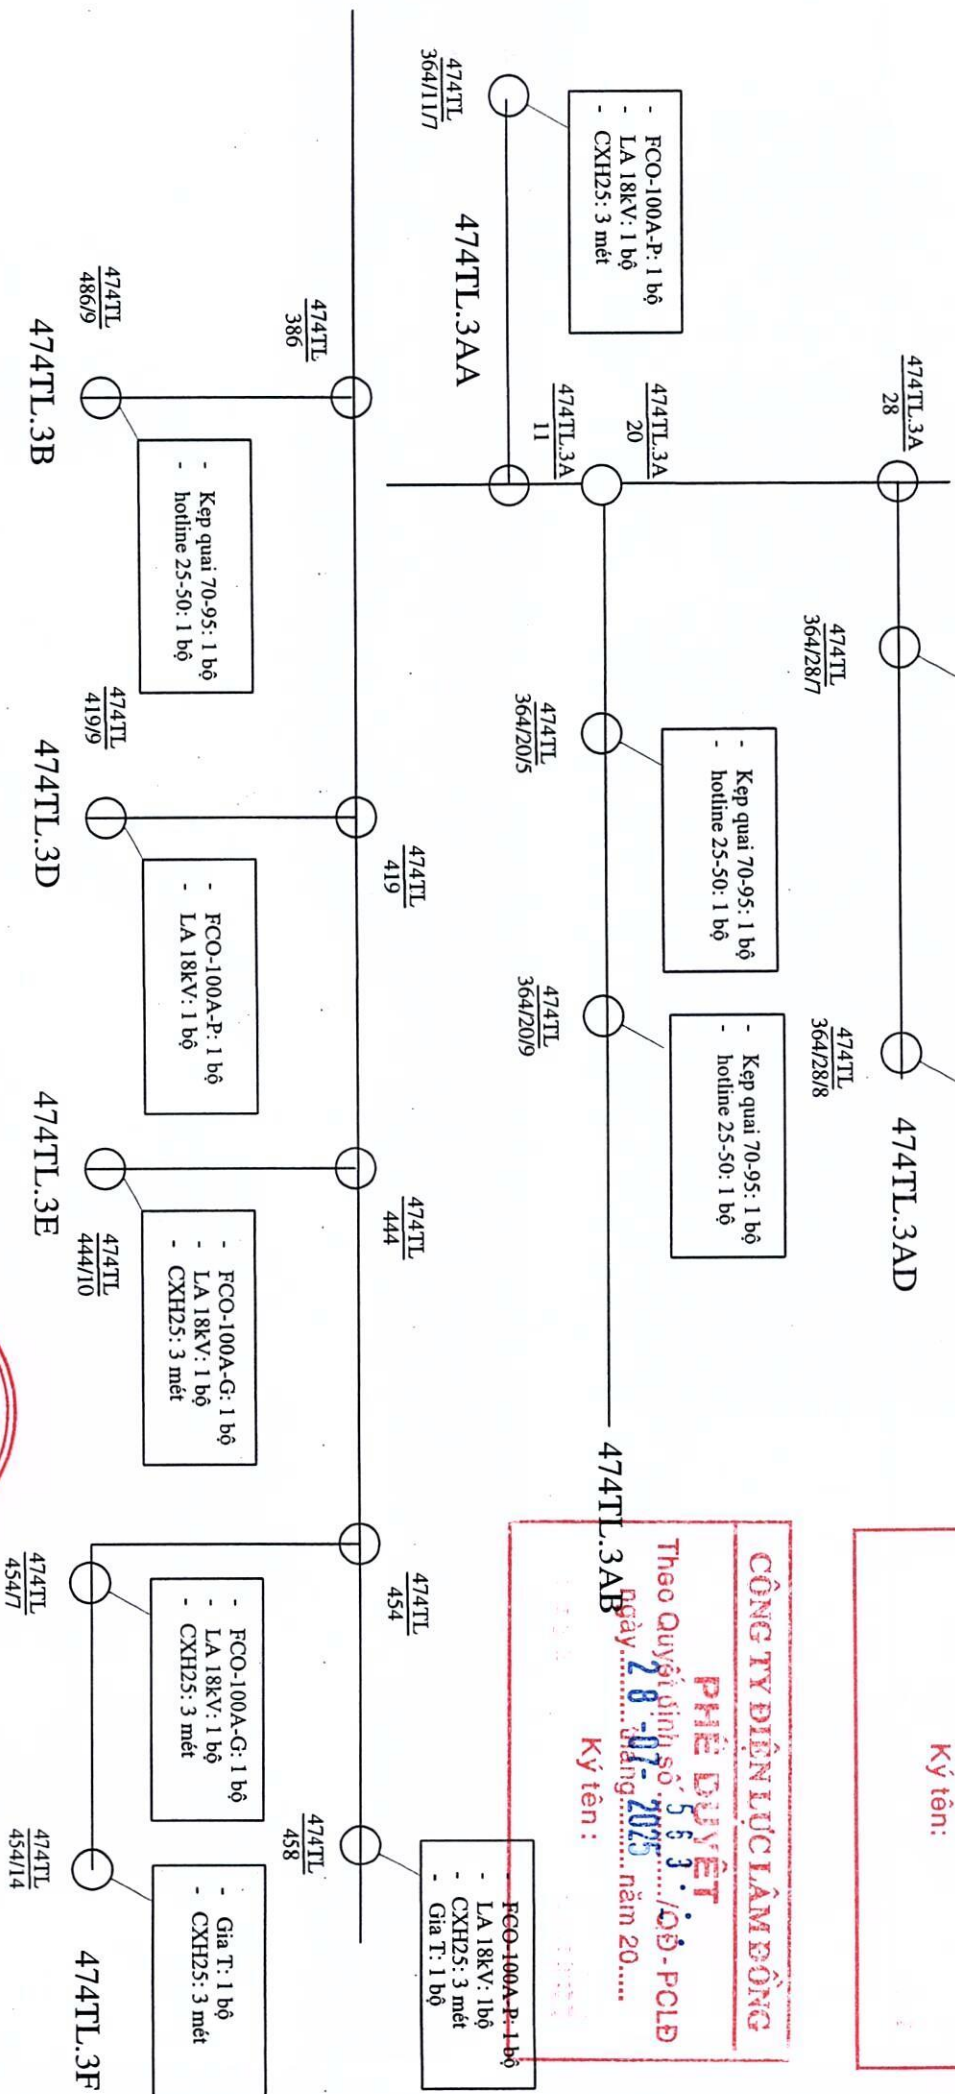 Ký tên:
CÔNG TY ĐIỆN LỰC LÂM ĐỒNG
PHÊ DUYỆT
Theo Quyết định số 563 /QĐ-PCLĐ
ngày 28 -07- 2025 tháng năm 20
Ký tên:
474TL.3A
28
474TL
364/28/7
474TL
364/28/8
474TL.3AD
474TL.3A
20
474TL
364/20/5
- Kẹp quai 70-95: 1 bộ
- hotline 25-50: 1 bộ
474TL
364/20/9
- Kẹp quai 70-95: 1 bộ
- hotline 25-50: 1 bộ
474TL.3AB
474TL
364/11/7
- FCO-100A-P: 1 bộ
- LA 18kV: 1 bộ
- CXH25: 3 mét
474TL.3AA
474TL.3A
11
474TL
386
474TL
486/9
- Kẹp quai 70-95: 1 bộ
- hotline 25-50: 1 bộ
474TL.3B
474TL
419
474TL
419/9
- FCO-100A-P: 1 bộ
- LA 18kV: 1 bộ
474TL.3D
474TL
444
474TL
444/10
- FCO-100A-G: 1 bộ
- LA 18kV: 1 bộ
- CXH25: 3 mét
474TL.3E
474TL
454
474TL
454/7
- FCO-100A-G: 1 bộ
- LA 18kV: 1 bộ
- CXH25: 3 mét
474TL
458
- FCO-100A-P: 1 bộ
- LA 18kV: 1bộ
- CXH25: 3 mét
- Gia T: 1 bộ
474TL
454/14
- Gia T: 1 bộ
- CXH25: 3 mét
474TL.3F